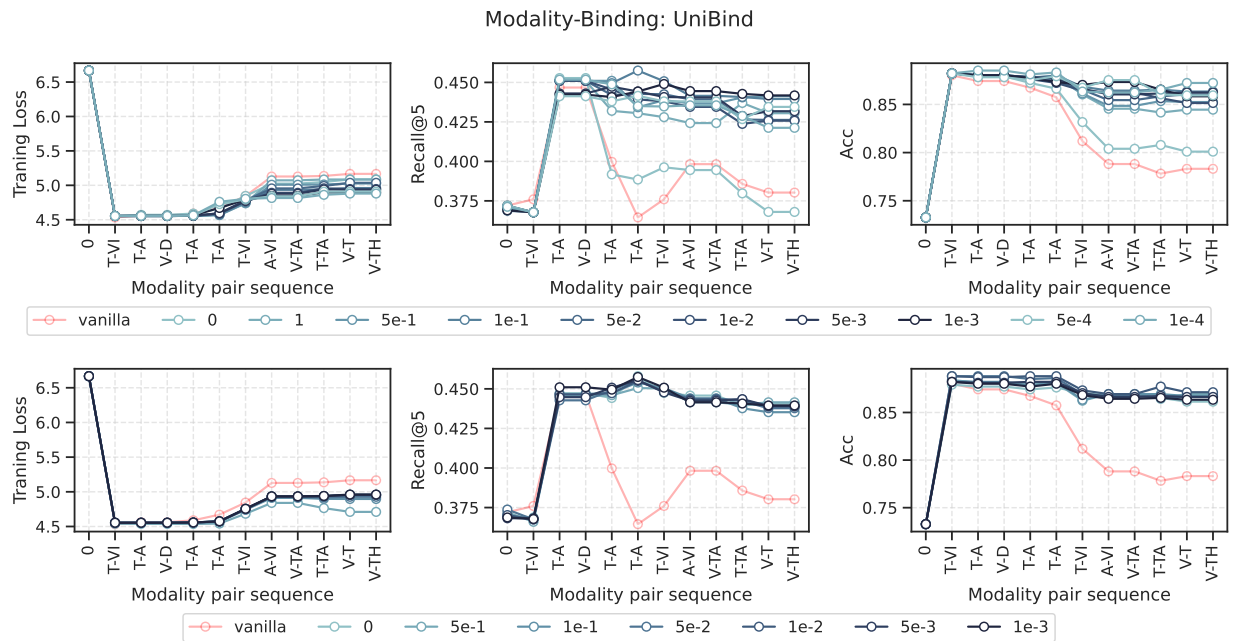 Modality-Binding: UniBind
Traning Loss
6.5
6.0
5.5
5.0
4.5
0
T-VI
T-A
V-D
T-A
T-A
T-VI
A-VI
V-TA
T-TA
V-T
V-TH
Modality pair sequence
Recall@5
0.450
0.425
0.400
0.375
0
T-VI
T-A
V-D
T-A
T-A
T-VI
A-VI
V-TA
T-TA
V-T
V-TH
Modality pair sequence
Acc
0.85
0.80
0.75
0
T-VI
T-A
V-D
T-A
T-A
T-VI
A-VI
V-TA
T-TA
V-T
V-TH
Modality pair sequence
vanilla 0 1 5e-1 1e-1 5e-2 1e-2 5e-3 1e-3 5e-4 1e-4
Traning Loss
6.5
6.0
5.5
5.0
4.5
0
T-VI
T-A
V-D
T-A
T-A
T-VI
A-VI
V-TA
T-TA
V-T
V-TH
Modality pair sequence
Recall@5
0.450
0.425
0.400
0.375
0
T-VI
T-A
V-D
T-A
T-A
T-VI
A-VI
V-TA
T-TA
V-T
V-TH
Modality pair sequence
Acc
0.85
0.80
0.75
0
T-VI
T-A
V-D
T-A
T-A
T-VI
A-VI
V-TA
T-TA
V-T
V-TH
Modality pair sequence
vanilla 0 5e-1 1e-1 5e-2 1e-2 5e-3 1e-3